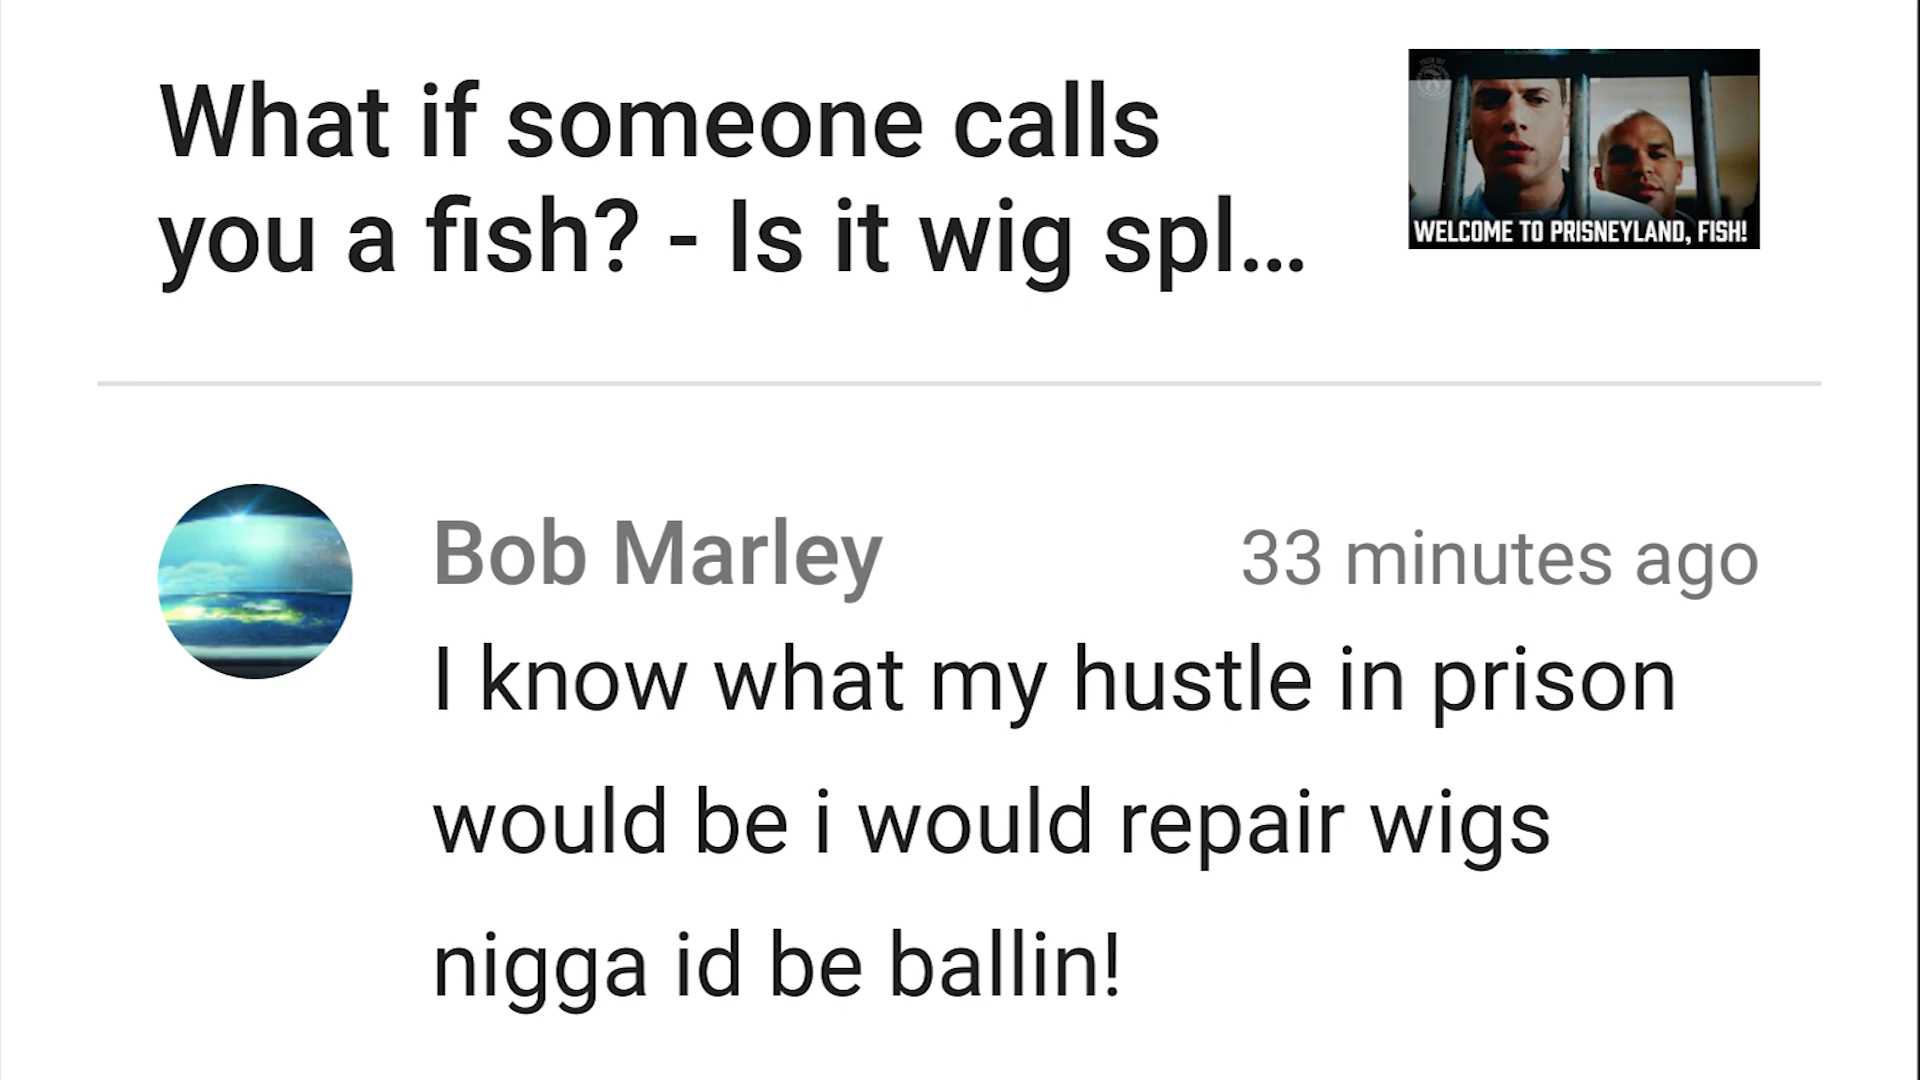 What if someone calls
you a fish? - Is it wig spl...
WELCOME TO PRISNEYLAND, FISH!
Bob Marley
33 minutes ago
I know what my hustle in prison
would be i would repair wigs
nigga id be ballin!